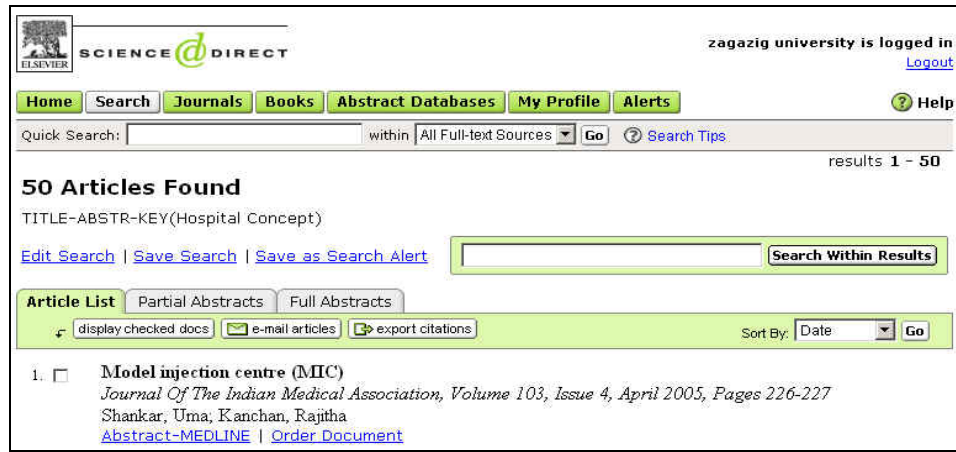 ELSEVIER
SCIENCE @ DIRECT
zagazig university is logged in
Logout
Home Search Journals Books Abstract Databases My Profile Alerts Help
Quick Search: within All Full-text Sources Go Search Tips
results 1 - 50
50 Articles Found
TITLE-ABSTR-KEY(Hospital Concept)
Edit Search | Save Search | Save as Search Alert Search Within Results
Article List Partial Abstracts Full Abstracts
display checked docs e-mail articles export citations Sort By: Date Go
1. Model injection centre (MIC)
Journal Of The Indian Medical Association, Volume 103, Issue 4, April 2005, Pages 226-227
Shankar, Uma; Kanchan, Rajitha
Abstract-MEDLINE | Order Document